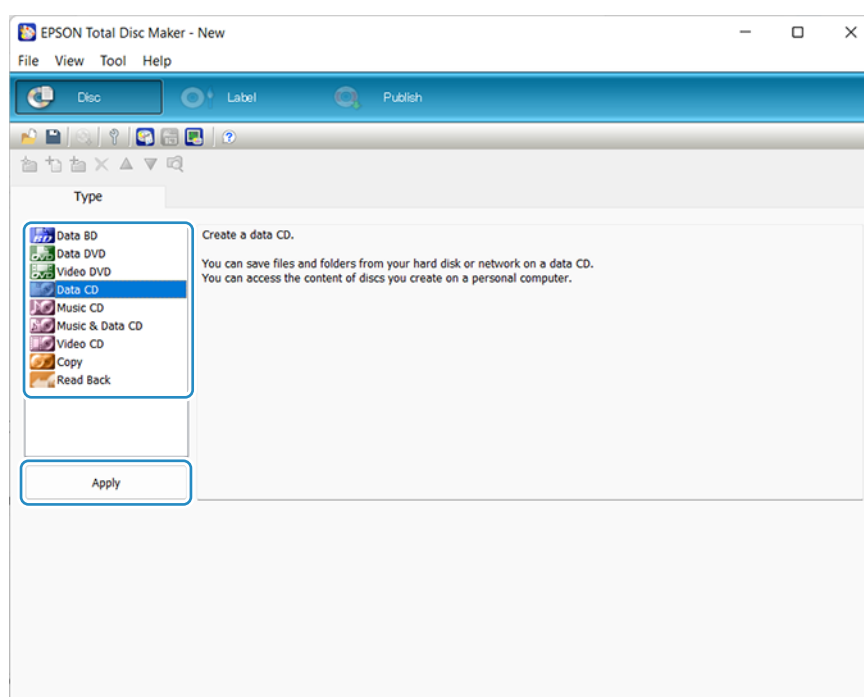 EPSON Total Disc Maker - New
File View Tool Help
Disc Label Publish
Type
Data BD
Data DVD
Video DVD
Data CD
Music CD
Music & Data CD
Video CD
Copy
Read Back
Create a data CD.
You can save files and folders from your hard disk or network on a data CD.
You can access the content of discs you create on a personal computer.
Apply